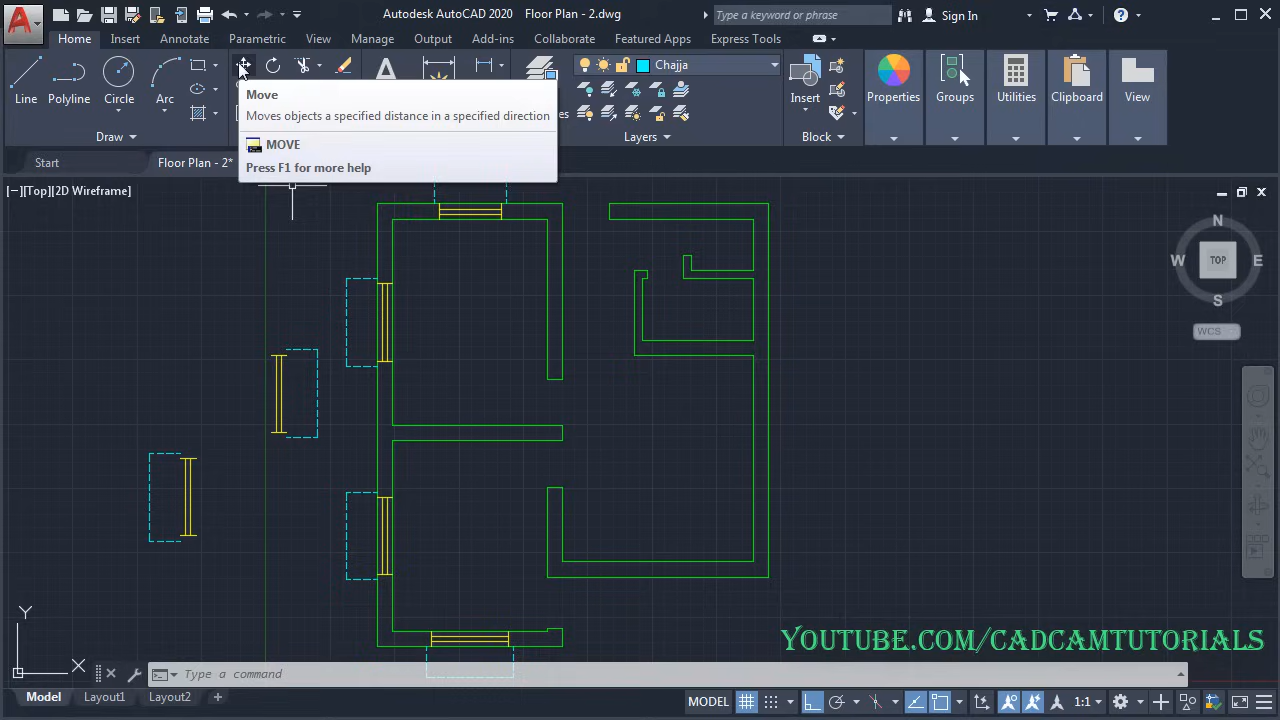 Autodesk AutoCAD 2020 Floor Plan - 2.dwg
Type a keyword or phrase
Sign In
Home Insert Annotate Parametric View Manage Output Add-ins Collaborate Featured Apps Express Tools
Chajja
Line Polyline Circle Arc
Insert Properties Groups Utilities Clipboard View
Draw
Layers
Block
Move
Moves objects a specified distance in a specified direction
MOVE
Press F1 for more help
Start
Floor Plan - 2*
[−][Top][2D Wireframe]
N
W TOP E
S
WCS
Y
X
YOUTUBE.COM/CADCAMTUTORIALS
Type a command
Model Layout1 Layout2 +
MODEL
1:1